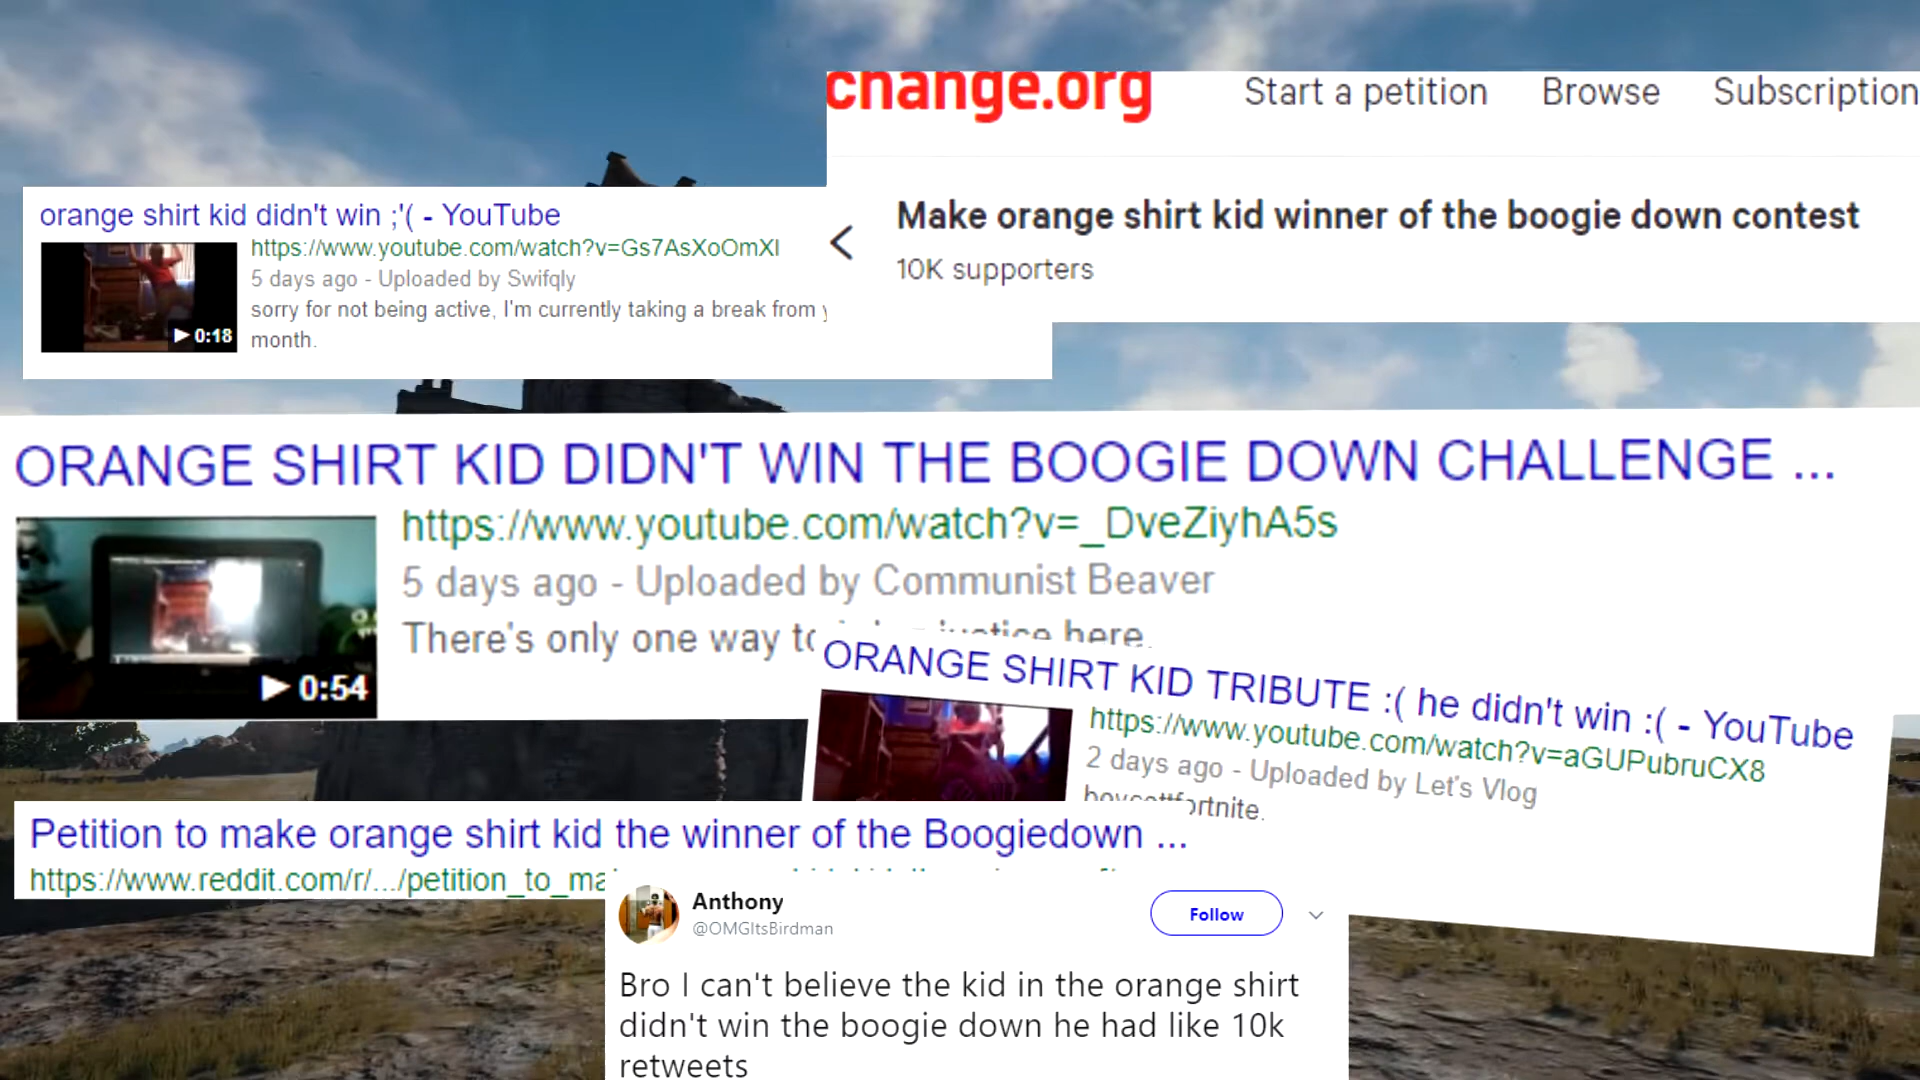 change.org
Start a petition Browse Subscription
Make orange shirt kid winner of the boogie down contest
10K supporters
orange shirt kid didn't win ;'( - YouTube
https://www.youtube.com/watch?v=Gs7AsXoOmXI
5 days ago - Uploaded by Swifqly
sorry for not being active, I'm currently taking a break from y
month.
0:18
ORANGE SHIRT KID DIDN'T WIN THE BOOGIE DOWN CHALLENGE ...
https://www.youtube.com/watch?v=_DveZiyhA5s
5 days ago - Uploaded by Communist Beaver
There's only one way to justice here.
0:54
ORANGE SHIRT KID TRIBUTE :( he didn't win :( - YouTube
https://www.youtube.com/watch?v=aGUPubruCX8
2 days ago - Uploaded by Let's Vlog
boycottfortnite.
Petition to make orange shirt kid the winner of the Boogiedown ...
https://www.reddit.com/r/.../petition_to_ma
Anthony
@OMGItsBirdman
Follow
Bro I can't believe the kid in the orange shirt
didn't win the boogie down he had like 10k
retweets